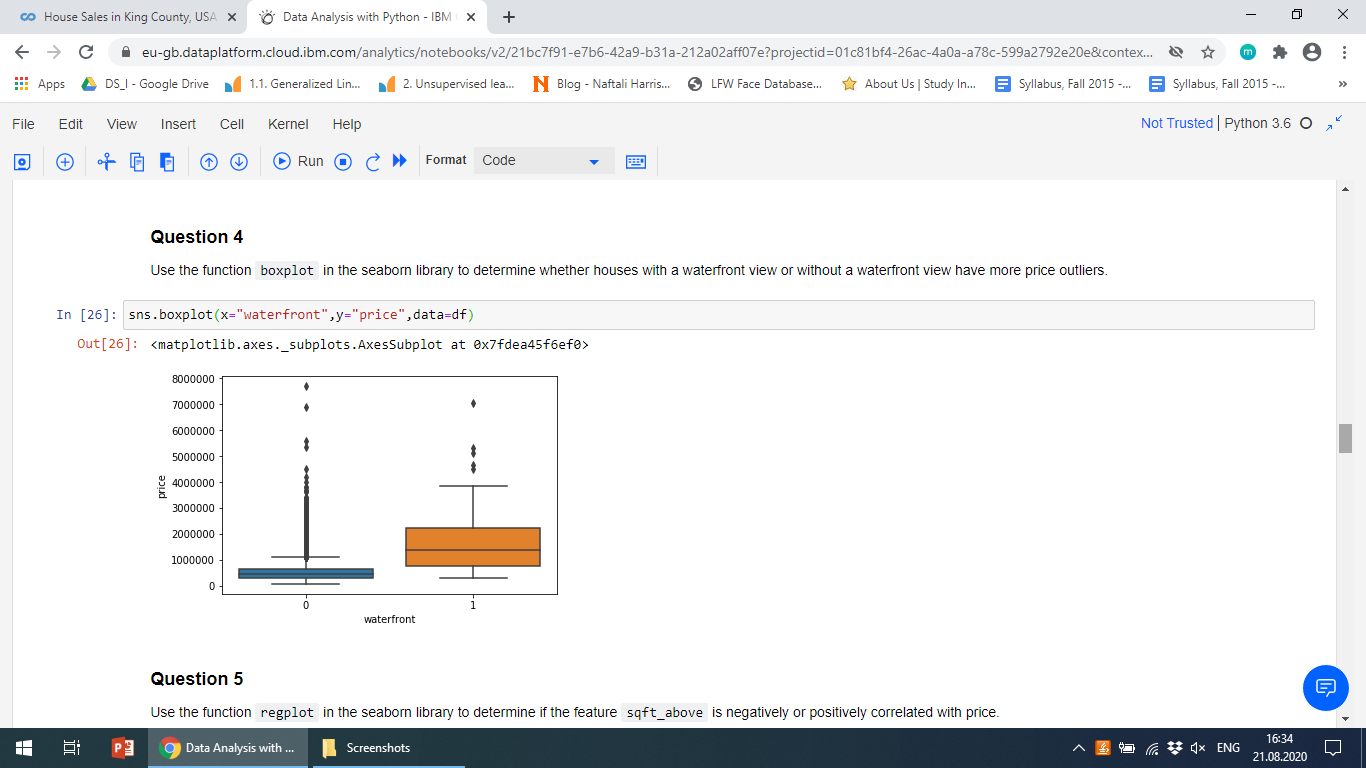 House Sales in King County, USA
Data Analysis with Python - IBM
eu-gb.dataplatform.cloud.ibm.com/analytics/notebooks/v2/21bc7f91-e7b6-42a9-b31a-212a02aff07e?projectid=01c81bf4-26ac-4a0a-a78c-599a2792e20e&contex...
Apps DS_I - Google Drive 1.1. Generalized Lin... 2. Unsupervised lea... Blog - Naftali Harris... LFW Face Database... About Us | Study In... Syllabus, Fall 2015 -... Syllabus, Fall 2015 -... »
File Edit View Insert Cell Kernel Help Not Trusted | Python 3.6
Run Format Code
Question 4
Use the function boxplot in the seaborn library to determine whether houses with a waterfront view or without a waterfront view have more price outliers.
In [26]: sns.boxplot(x="waterfront",y="price",data=df)
Out[26]: <matplotlib.axes._subplots.AxesSubplot at 0x7fdea45f6ef0>
8000000
7000000
6000000
5000000
4000000
3000000
2000000
1000000
0
price
0 1
waterfront
Question 5
Use the function regplot in the seaborn library to determine if the feature sqft_above is negatively or positively correlated with price.
Data Analysis with ... Screenshots ENG 16:34
21.08.2020